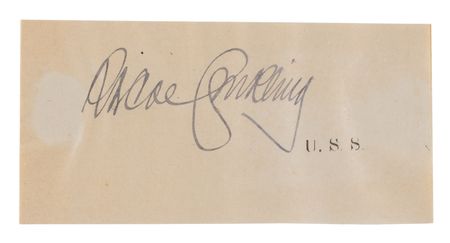 Roscoe Conkling
U. S. S.